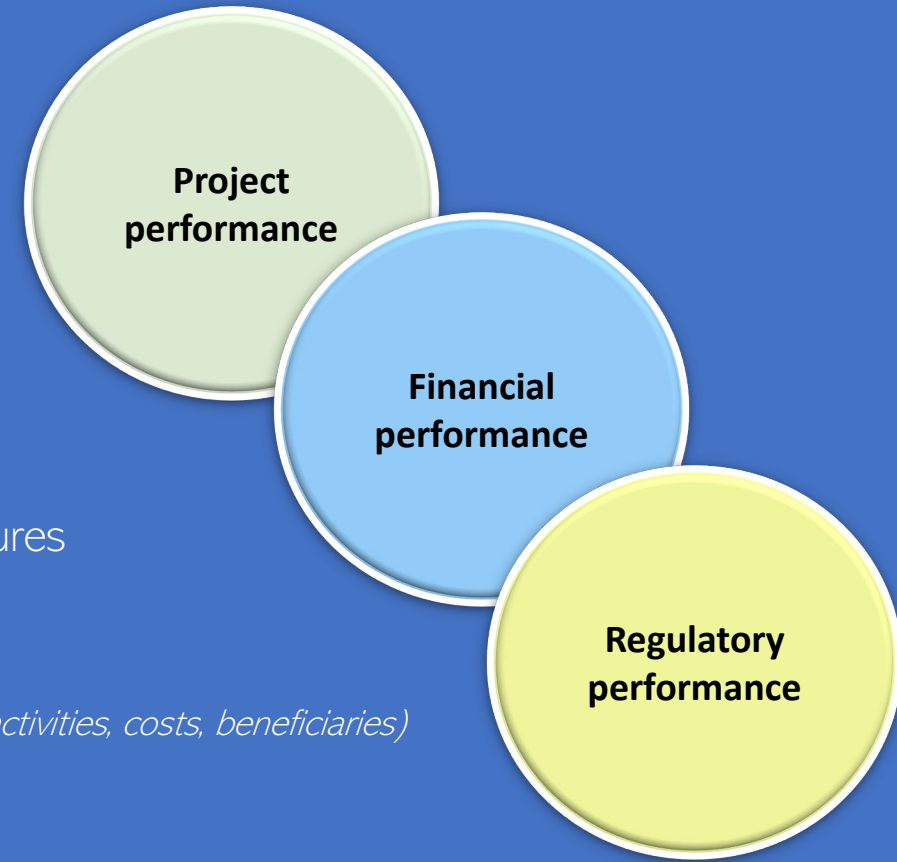 Project
performance
Financial
performance
ures
Regulatory
performance
ctivities, costs, beneficiaries)